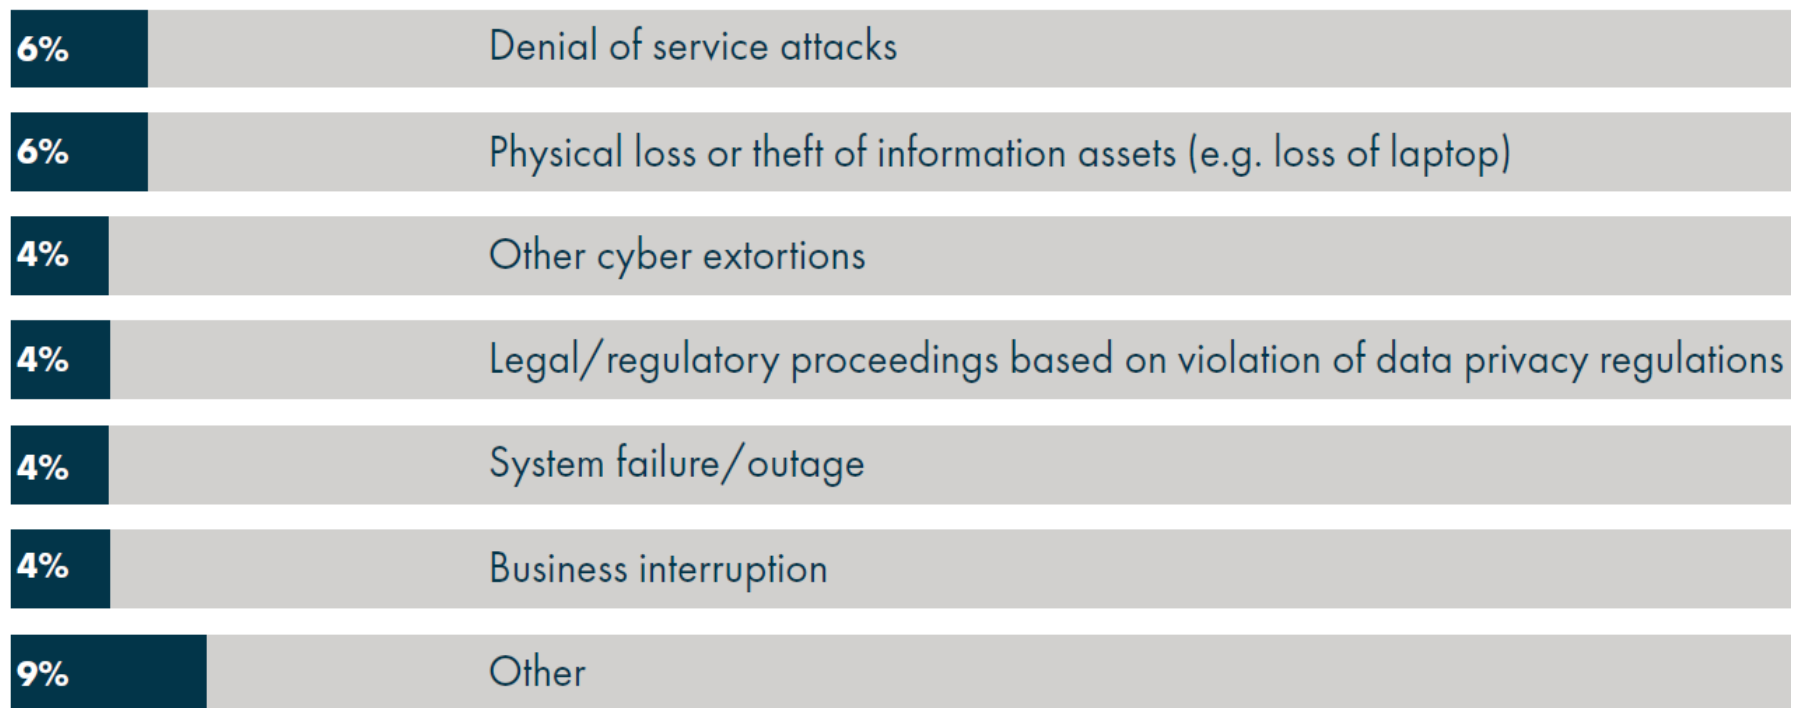 6% Denial of service attacks
6% Physical loss or theft of information assets (e.g. loss of laptop)
4% Other cyber extortions
4% Legal/regulatory proceedings based on violation of data privacy regulations
4% System failure/outage
4% Business interruption
9% Other